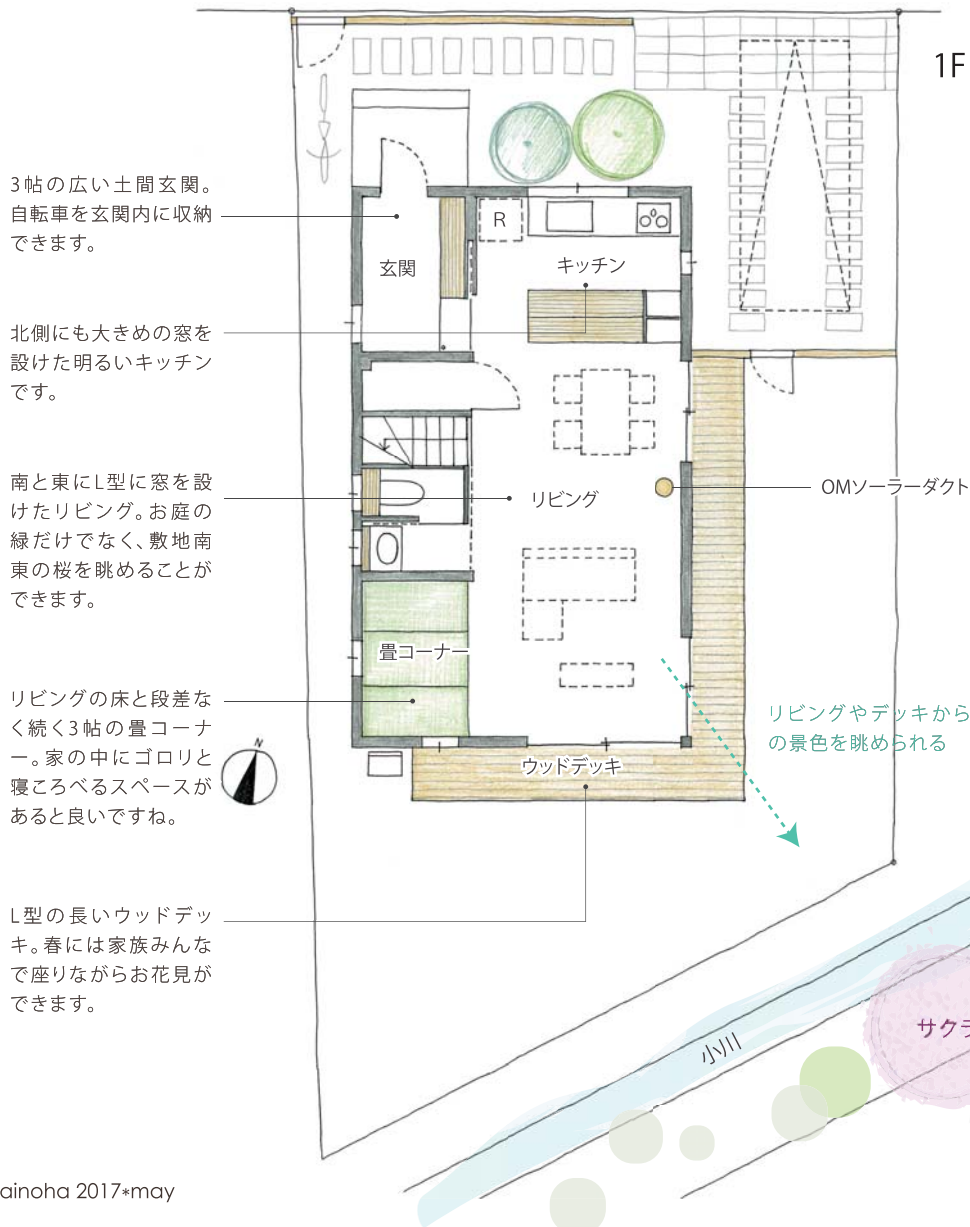 1F
3帖の広い土間玄関。
自転車を玄関内に収納
できます。
R
玄関
キッチン
北側にも大きめの窓を
設けた明るいキッチン
です。
南と東にL型に窓を設
けたリビング。お庭の
緑だけでなく、敷地南
東の桜を眺めることが
できます。
リビング
OMソーラーダクト
畳コーナー
リビングの床と段差な
く続く3帖の畳コーナ
ー。家の中にゴロリと
寝ころべるスペースが
あると良いですね。
N
リビングやデッキから
の景色を眺められる
ウッドデッキ
L型の長いウッドデッ
キ。春には家族みんな
で座りながらお花見が
できます。
サクラ
小川
ainoha 2017*may